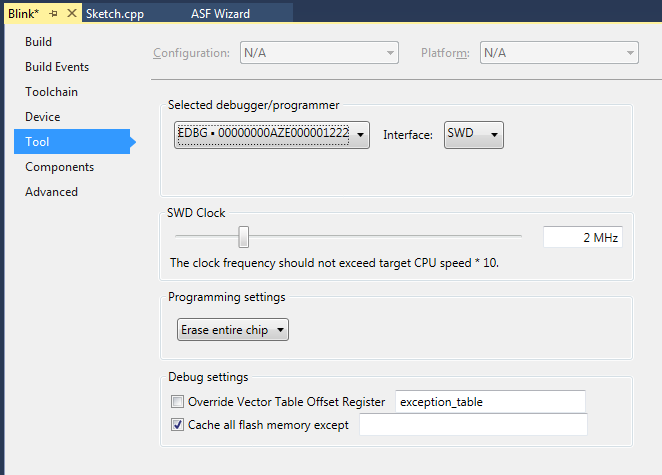 Blink* Sketch.cpp ASF Wizard
Build
Build Events
Toolchain
Device
Tool
Components
Advanced
Configuration: N/A Platform: N/A
Selected debugger/programmer
EDBG • 00000000AZE000001222 Interface: SWD
SWD Clock
2 MHz
The clock frequency should not exceed target CPU speed * 10.
Programming settings
Erase entire chip
Debug settings
Override Vector Table Offset Register exception_table
Cache all flash memory except